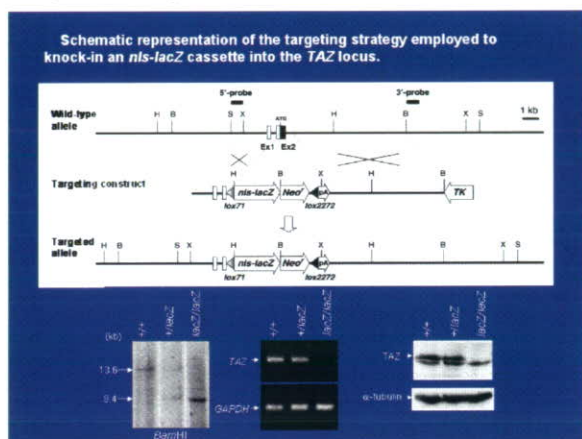 Schematic representation of the targeting strategy employed to
knock-in an nls-lacZ cassette into the TAZ locus.
5'-probe 3'-probe
Wild-type allele
H B S X ATG H B X S
1 kb
Ex1 Ex2
Targeting construct
H B X H B
nls-lacZ Neo^r pA TK
lox71 lox2272
Targeted allele
H B S X H B X H B X S
nls-lacZ Neo^r pA
lox71 lox2272
(kb) +/+ +/lacZ lacZ/lacZ
13.6
9.4
BamHI
+/+ +/lacZ lacZ/lacZ
TAZ
GAPDH
+/+ +/lacZ lacZ/lacZ
TAZ
α-Tubulin